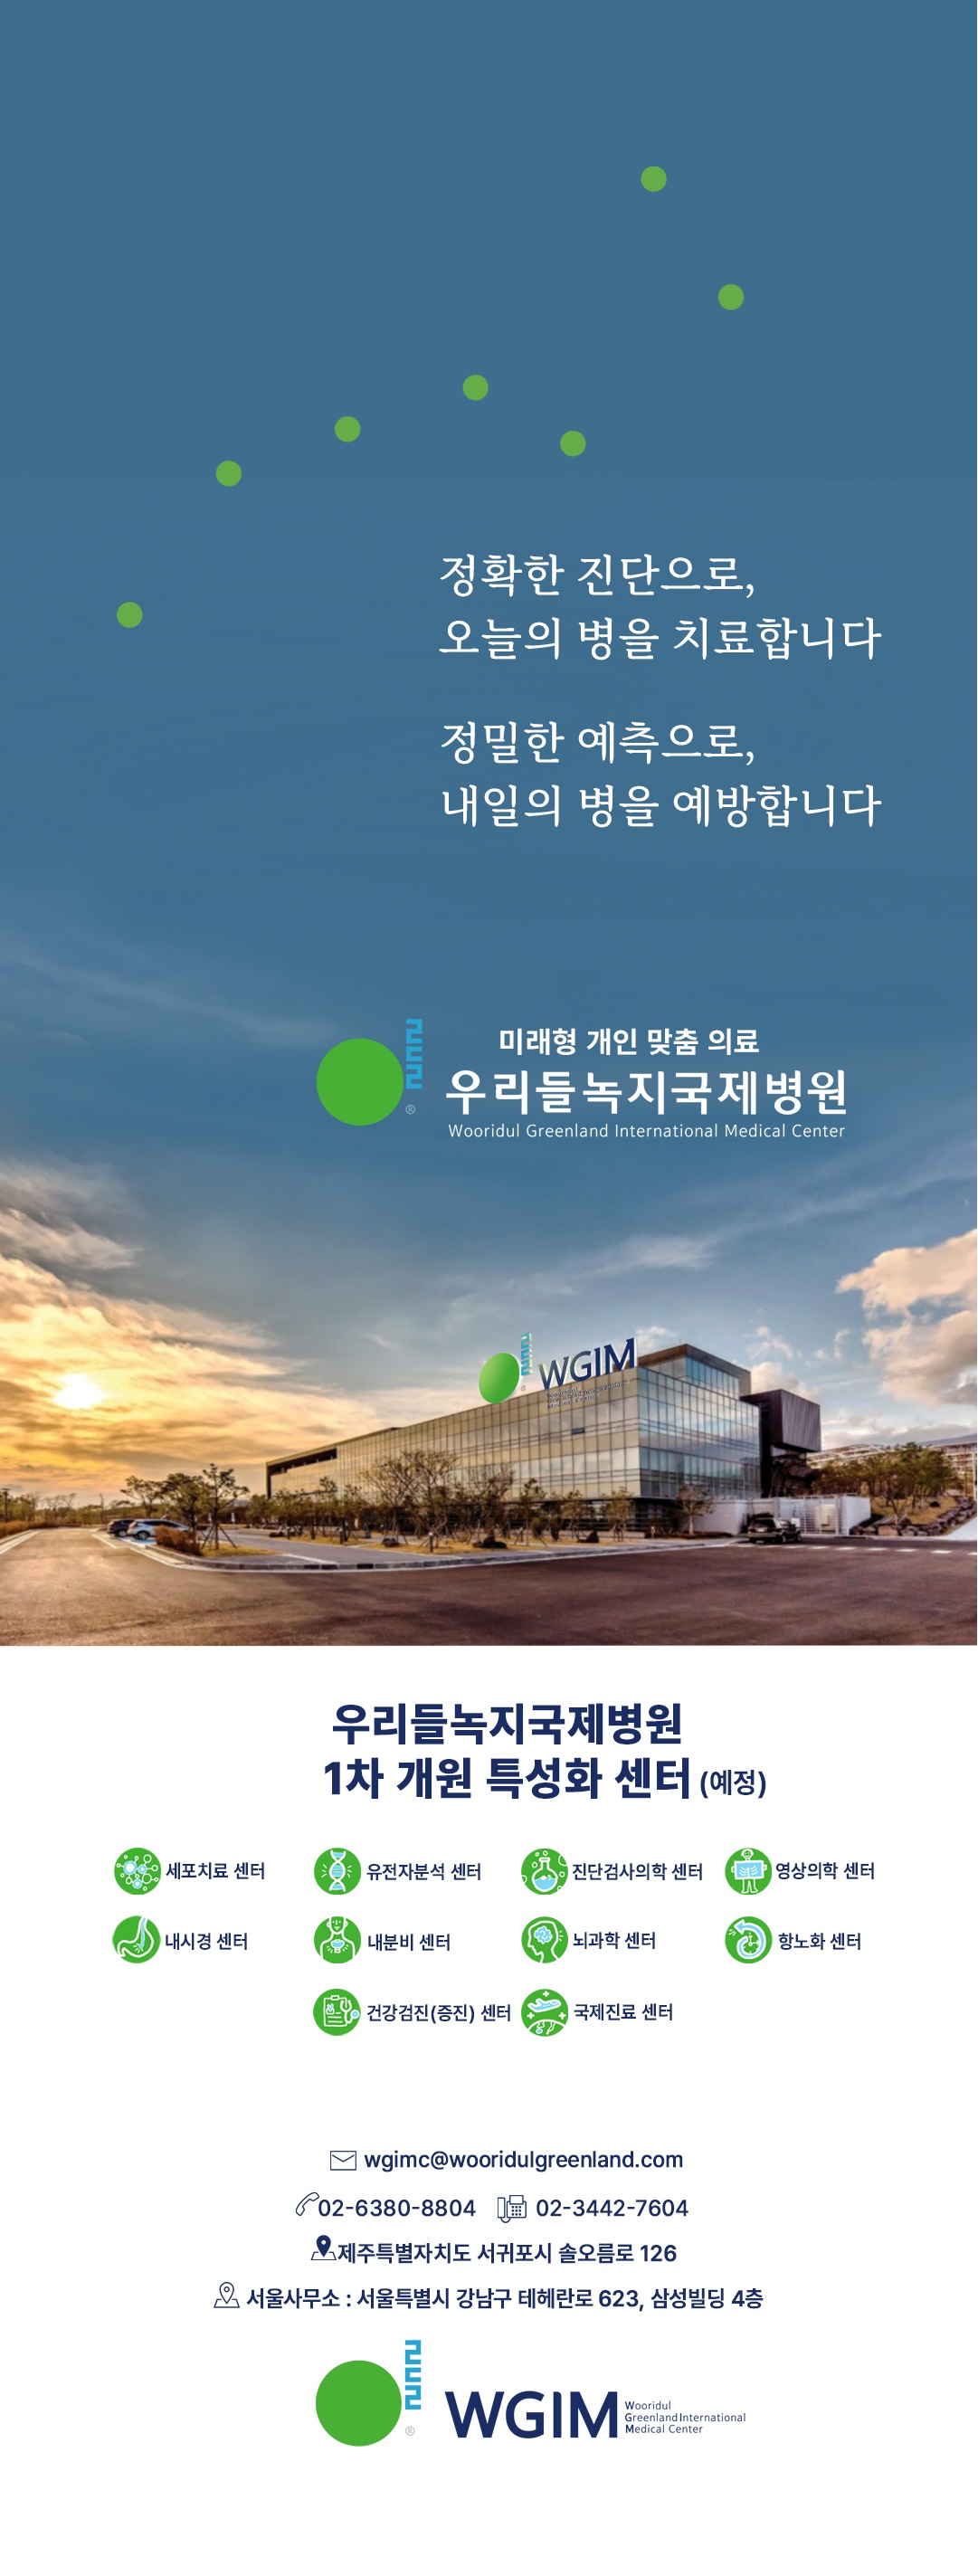 정확한 진단으로,
오늘의 병을 치료합니다
정밀한 예측으로,
내일의 병을 예방합니다
미래형 개인 맞춤 의료
우리들녹지국제병원
®
Wooridul Greenland International Medical Center
WGIM
우리들녹지국제병원
1차 개원 특성화 센터 (예정)
세포치료 센터 유전자분석 센터 진단검사의학 센터 영상의학 센터
내시경 센터 내분비 센터 뇌과학 센터 항노화 센터
건강검진(증진) 센터 국제진료 센터
wgimc@wooridulgreenland.com
02-6380-8804 02-3442-7604
제주특별자치도 서귀포시 솔오름로 126
서울사무소 : 서울특별시 강남구 테헤란로 623, 삼성빌딩 4층
®
WGIM
Wooridul
Greenland International
Medical Center